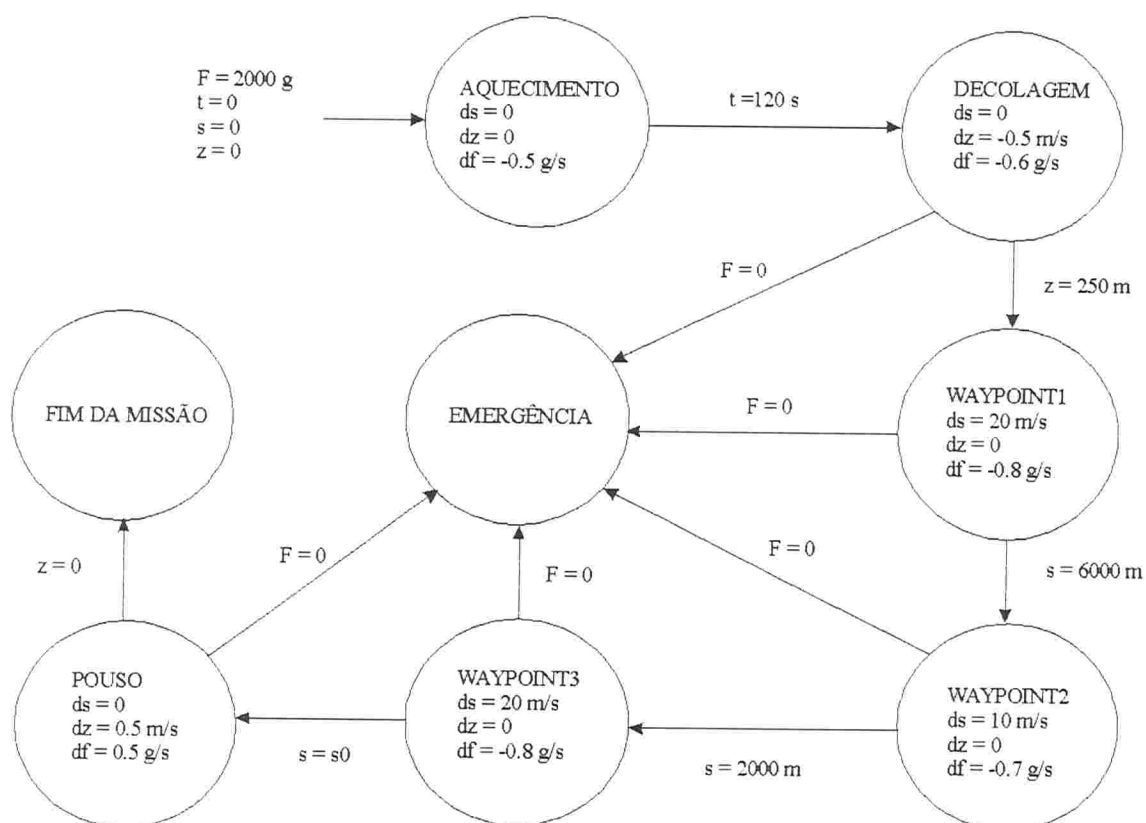 F = 2000 g
t = 0
s = 0
z = 0
AQUECIMENTO
ds = 0
dz = 0
df = -0.5 g/s
t =120 s
DECOLAGEM
ds = 0
dz = -0.5 m/s
df = -0.6 g/s
F = 0
z = 250 m
FIM DA MISSÃO
EMERGÊNCIA
F = 0
WAYPOINT1
ds = 20 m/s
dz = 0
df = -0.8 g/s
z = 0
F = 0
F = 0
F = 0
s = 6000 m
POUSO
ds = 0
dz = 0.5 m/s
df = 0.5 g/s
s = s0
WAYPOINT3
ds = 20 m/s
dz = 0
df = -0.8 g/s
s = 2000 m
WAYPOINT2
ds = 10 m/s
dz = 0
df = -0.7 g/s